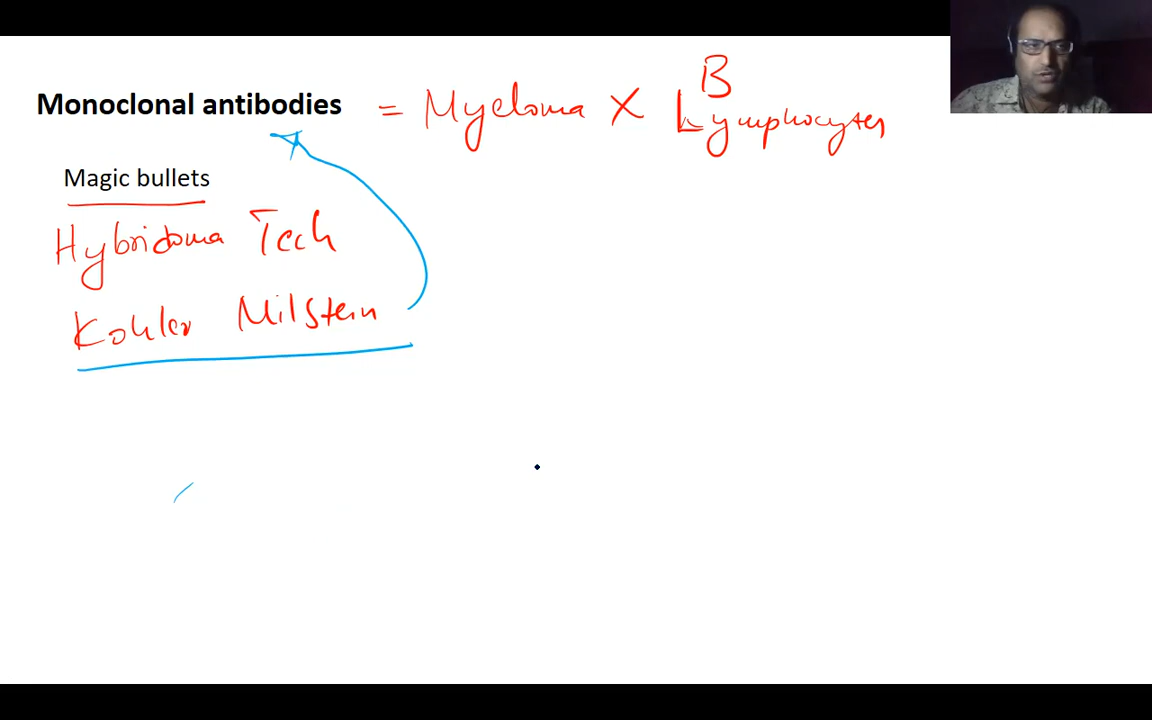 Monoclonal antibodies = Myeloma X B Lymphocytes
Magic bullets
Hybridoma Tech
Kohler Milstein